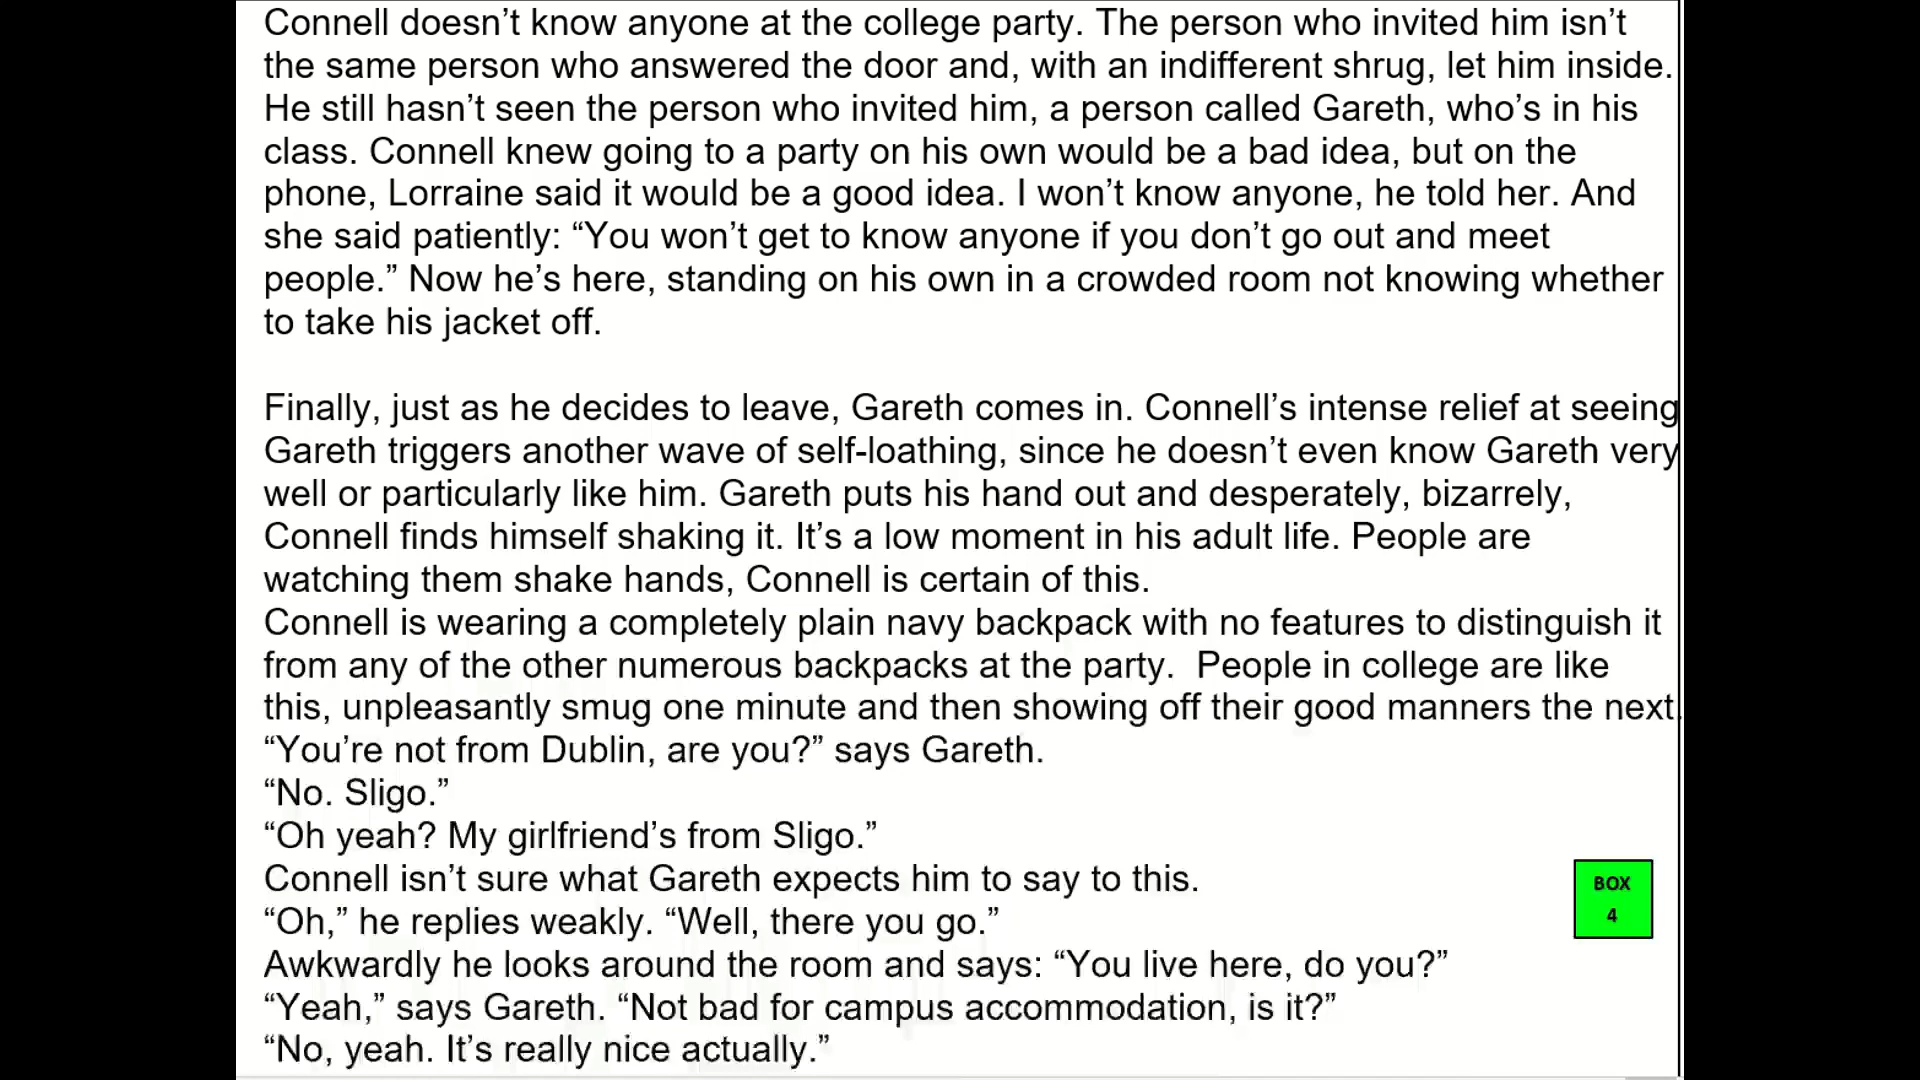 Connell doesn’t know anyone at the college party. The person who invited him isn’t
the same person who answered the door and, with an indifferent shrug, let him inside.
He still hasn’t seen the person who invited him, a person called Gareth, who’s in his
class. Connell knew going to a party on his own would be a bad idea, but on the
phone, Lorraine said it would be a good idea. I won’t know anyone, he told her. And
she said patiently: “You won’t get to know anyone if you don’t go out and meet
people.” Now he’s here, standing on his own in a crowded room not knowing whether
to take his jacket off.
Finally, just as he decides to leave, Gareth comes in. Connell’s intense relief at seeing
Gareth triggers another wave of self-loathing, since he doesn’t even know Gareth very
well or particularly like him. Gareth puts his hand out and desperately, bizarrely,
Connell finds himself shaking it. It’s a low moment in his adult life. People are
watching them shake hands, Connell is certain of this.
Connell is wearing a completely plain navy backpack with no features to distinguish it
from any of the other numerous backpacks at the party.  People in college are like
this, unpleasantly smug one minute and then showing off their good manners the next.
“You’re not from Dublin, are you?” says Gareth.
“No. Sligo.”
“Oh yeah? My girlfriend’s from Sligo.”
Connell isn’t sure what Gareth expects him to say to this.
“Oh,” he replies weakly. “Well, there you go.”
Awkwardly he looks around the room and says: “You live here, do you?”
“Yeah,” says Gareth. “Not bad for campus accommodation, is it?”
“No, yeah. It’s really nice actually.”
BOX
4